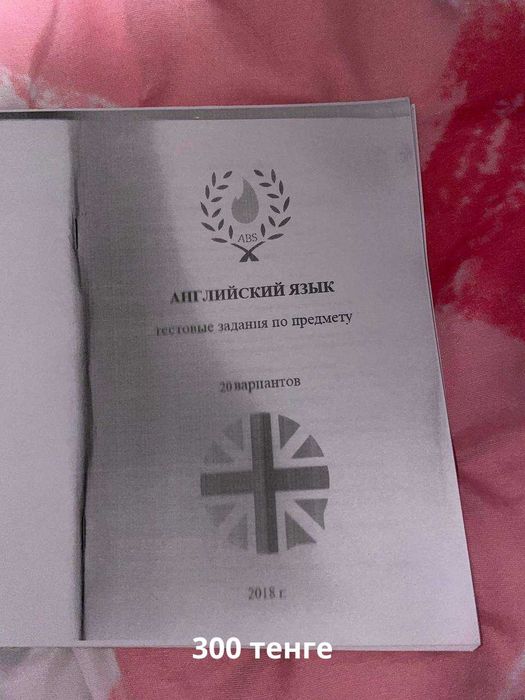 ABS
АНГЛИЙСКИЙ ЯЗЫК
тестовые задания по предмету
20 вариантов
2018 г.
300 тенге